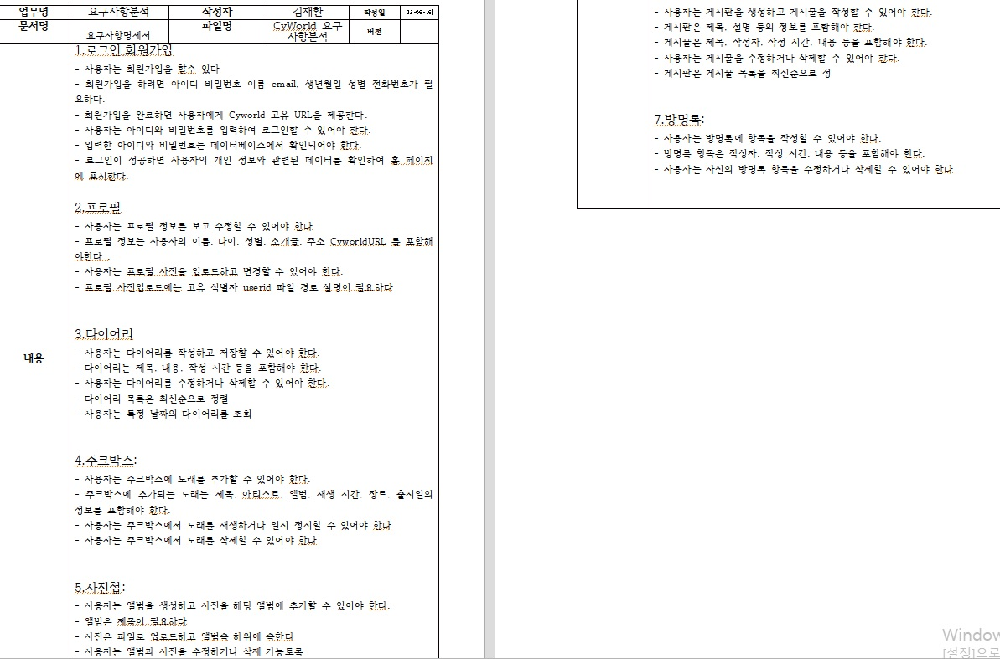 업무명 요구사항분석 작성자 김재환 작성일 23-06-16
문서명 요구사항명세서 파일명 CyWorld 요구사항분석 버전
내용
1.로그인,회원가입
- 사용자는 회원가입을 할수 있다
- 회원가입을 하려면 아이디 비밀번호 이름 email, 생년월일 성별 전화번호가 필
요하다.
- 회원가입을 완료하면 사용자에게 Cyworld 고유 URL을 제공한다.
- 사용자는 아이디와 비밀번호를 입력하여 로그인할 수 있어야 한다.
- 입력한 아이디와 비밀번호는 데이터베이스에서 확인되어야 한다.
- 로그인이 성공하면 사용자의 개인 정보와 관련된 데이터를 확인하여 홈 페이지
에 표시한다.
2.프로필
- 사용자는 프로필 정보를 보고 수정할 수 있어야 한다.
- 프로필 정보는 사용자의 이름, 나이, 성별, 소개글, 주소 CyworldURL 를 포함해
야한다 .
- 사용자는 프로필 사진을 업로드하고 변경할 수 있어야 한다.
- 프로필 사진업로드에는 고유 식별자 userid 파일 경로 설명이 필요하다
3.다이어리
- 사용자는 다이어리를 작성하고 저장할 수 있어야 한다.
- 다이어리는 제목, 내용, 작성 시간 등을 포함해야 한다.
- 사용자는 다이어리를 수정하거나 삭제할 수 있어야 한다.
- 다이어리 목록은 최신순으로 정렬
- 사용자는 특정 날짜의 다이어리를 조회
4.주크박스:
- 사용자는 주크박스에 노래를 추가할 수 있어야 한다.
- 주크박스에 추가되는 노래는 제목, 아티스트, 앨범, 재생 시간, 장르, 출시일의
정보를 포함해야 한다.
- 사용자는 주크박스에서 노래를 재생하거나 일시 정지할 수 있어야 한다.
- 사용자는 주크박스에서 노래를 삭제할 수 있어야 한다.
5.사진첩:
- 사용자는 앨범을 생성하고 사진을 해당 앨범에 추가할 수 있어야 한다.
- 앨범은 제목이 필요하다
- 사진은 파일로 업로드하고 앨범속 하위에 속한다
- 사용자는 앨범과 사진을 수정하거나 삭제 가능토록
- 사용자는 게시판을 생성하고 게시물을 작성할 수 있어야 한다.
- 게시판은 제목, 설명 등의 정보를 포함해야 한다.
- 게시물은 제목, 작성자, 작성 시간, 내용 등을 포함해야 한다.
- 사용자는 게시물을 수정하거나 삭제할 수 있어야 한다.
- 게시판은 게시물 목록을 최신순으로 정
7.방명록:
- 사용자는 방명록에 항목을 작성할 수 있어야 한다.
- 방명록 항목은 작성자, 작성 시간, 내용 등을 포함해야 한다.
- 사용자는 자신의 방명록 항목을 수정하거나 삭제할 수 있어야 한다.
Window
[설정]으로